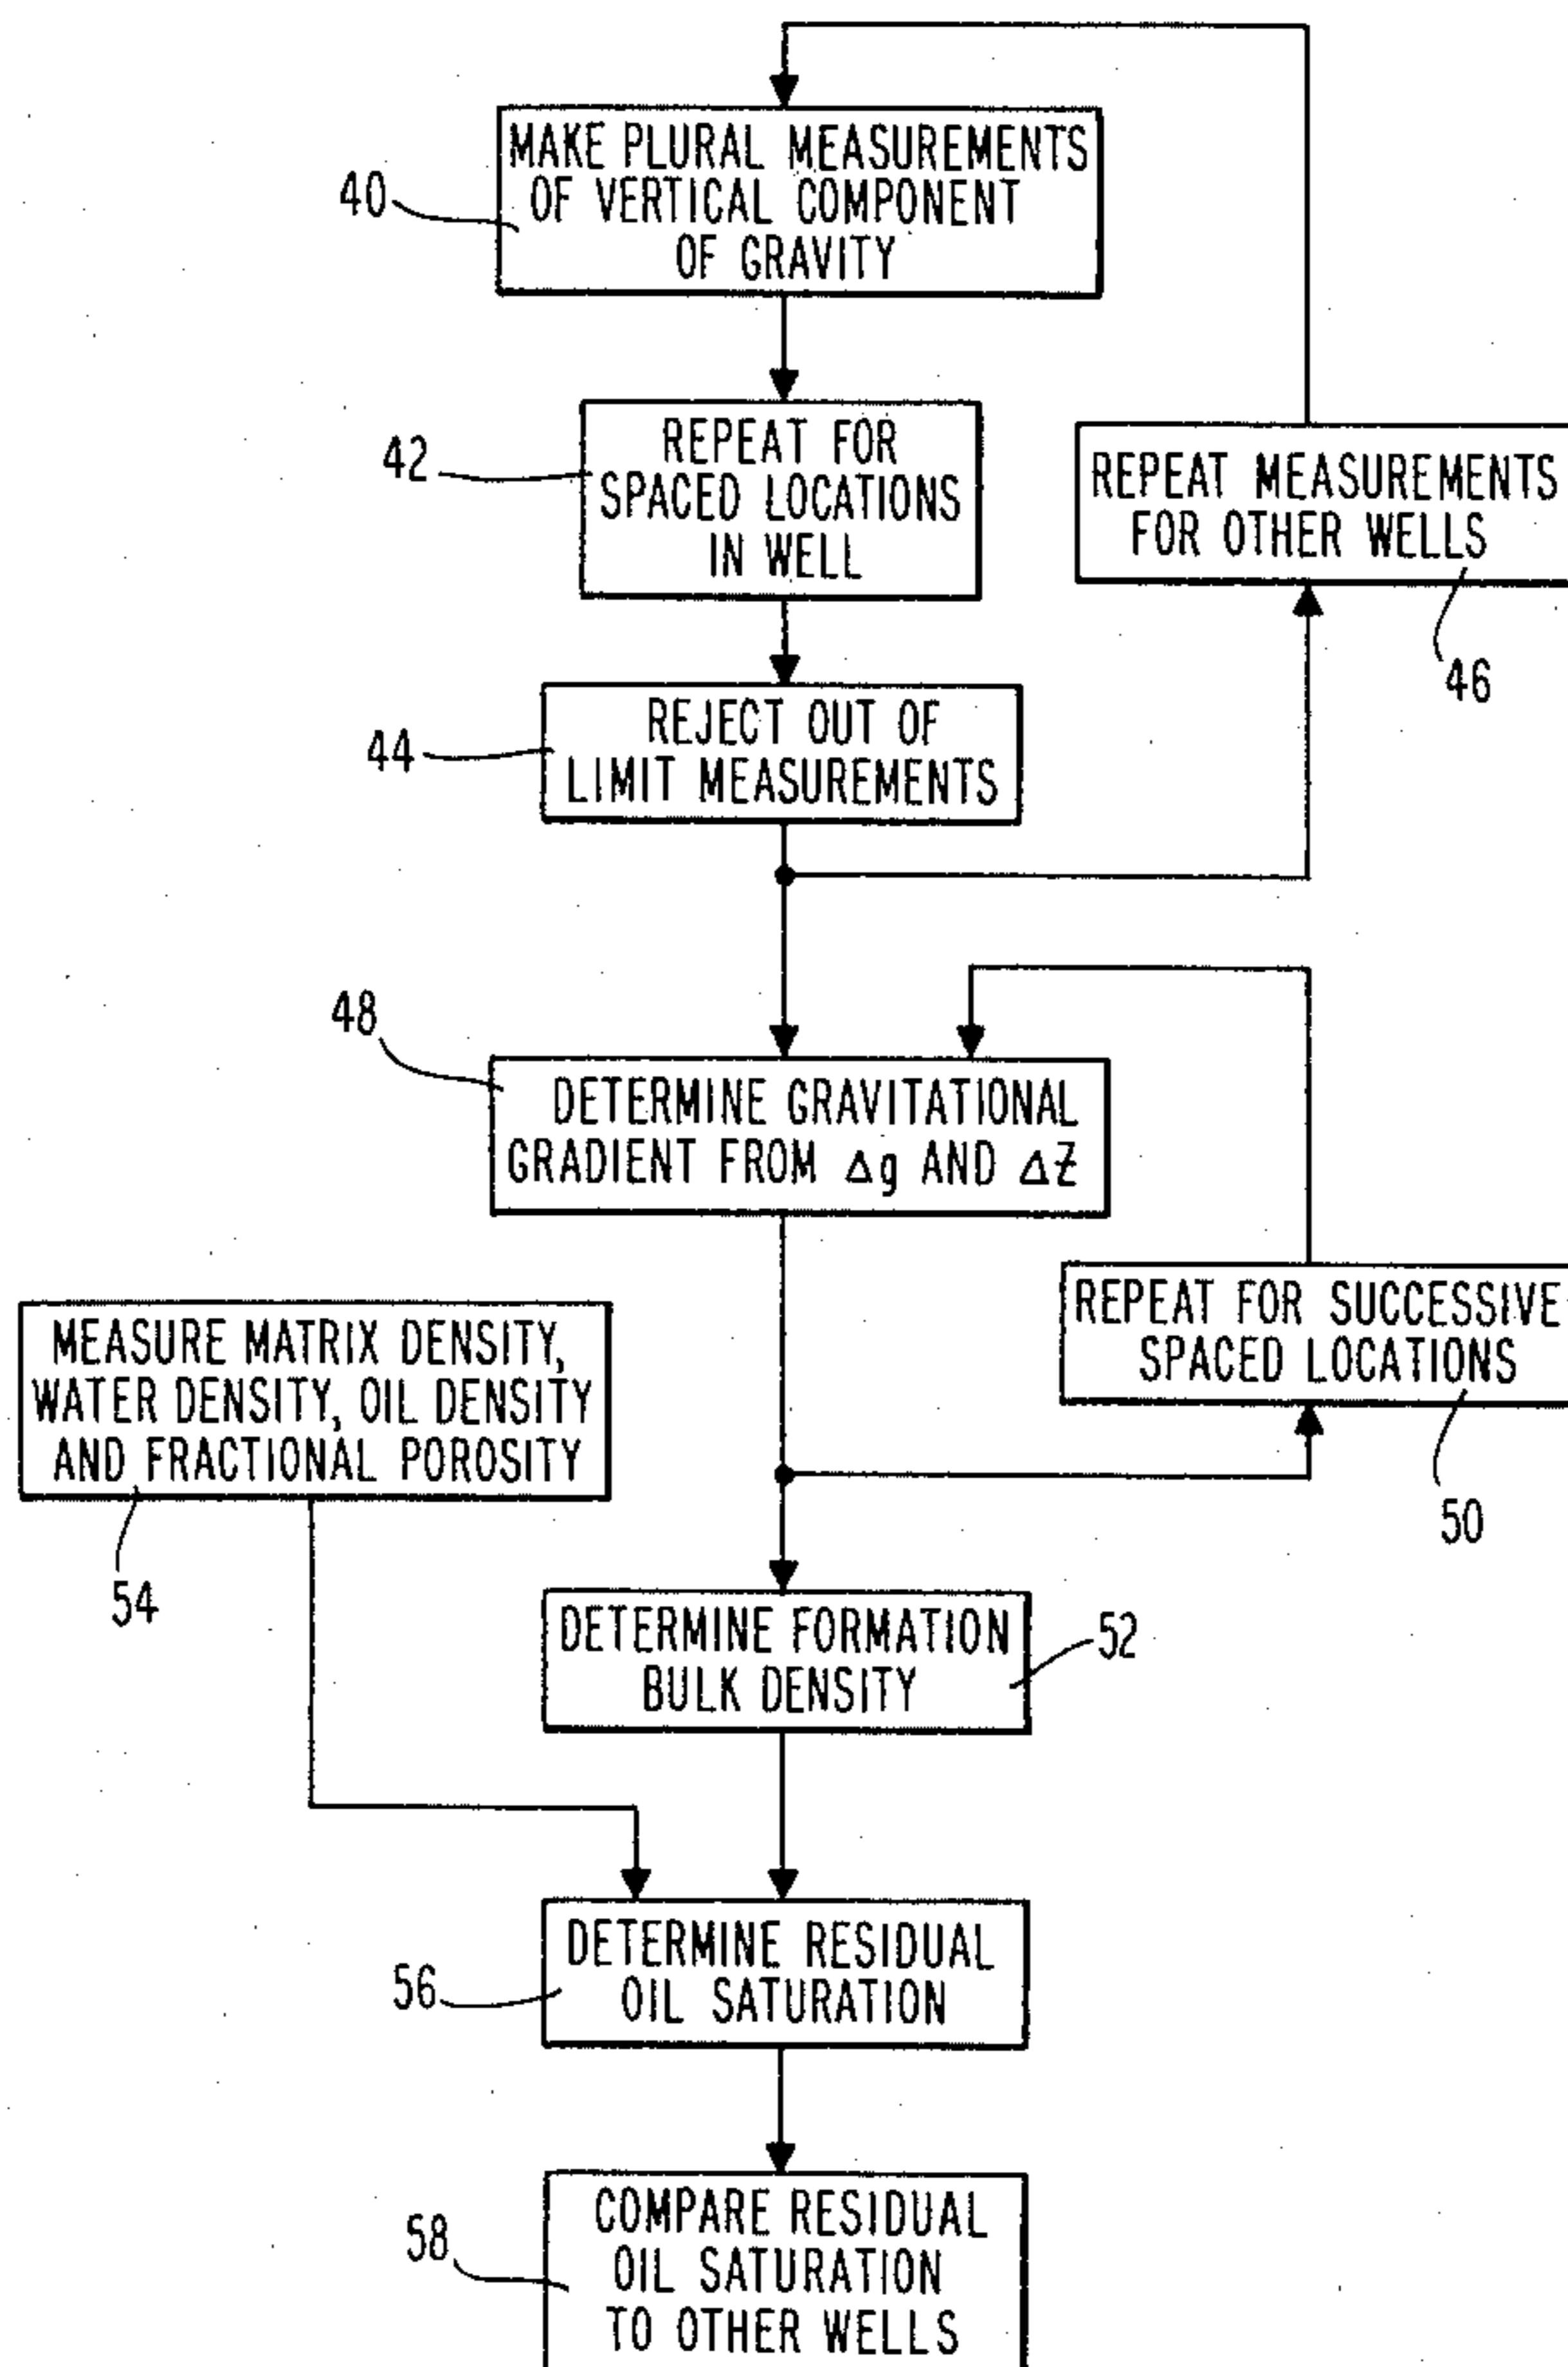 MAKE PLURAL MEASUREMENTS
OF VERTICAL COMPONENT
OF GRAVITY
40
REPEAT FOR
SPACED LOCATIONS
IN WELL
42
REPEAT MEASUREMENTS
FOR OTHER WELLS
46
REJECT OUT OF
LIMIT MEASUREMENTS
44
48
DETERMINE GRAVITATIONAL
GRADIENT FROM Δg AND ΔZ
REPEAT FOR SUCCESSIVE
SPACED LOCATIONS
50
MEASURE MATRIX DENSITY,
WATER DENSITY, OIL DENSITY
AND FRACTIONAL POROSITY
54
DETERMINE FORMATION
BULK DENSITY
52
DETERMINE RESIDUAL
OIL SATURATION
56
COMPARE RESIDUAL
OIL SATURATION
TO OTHER WELLS
58